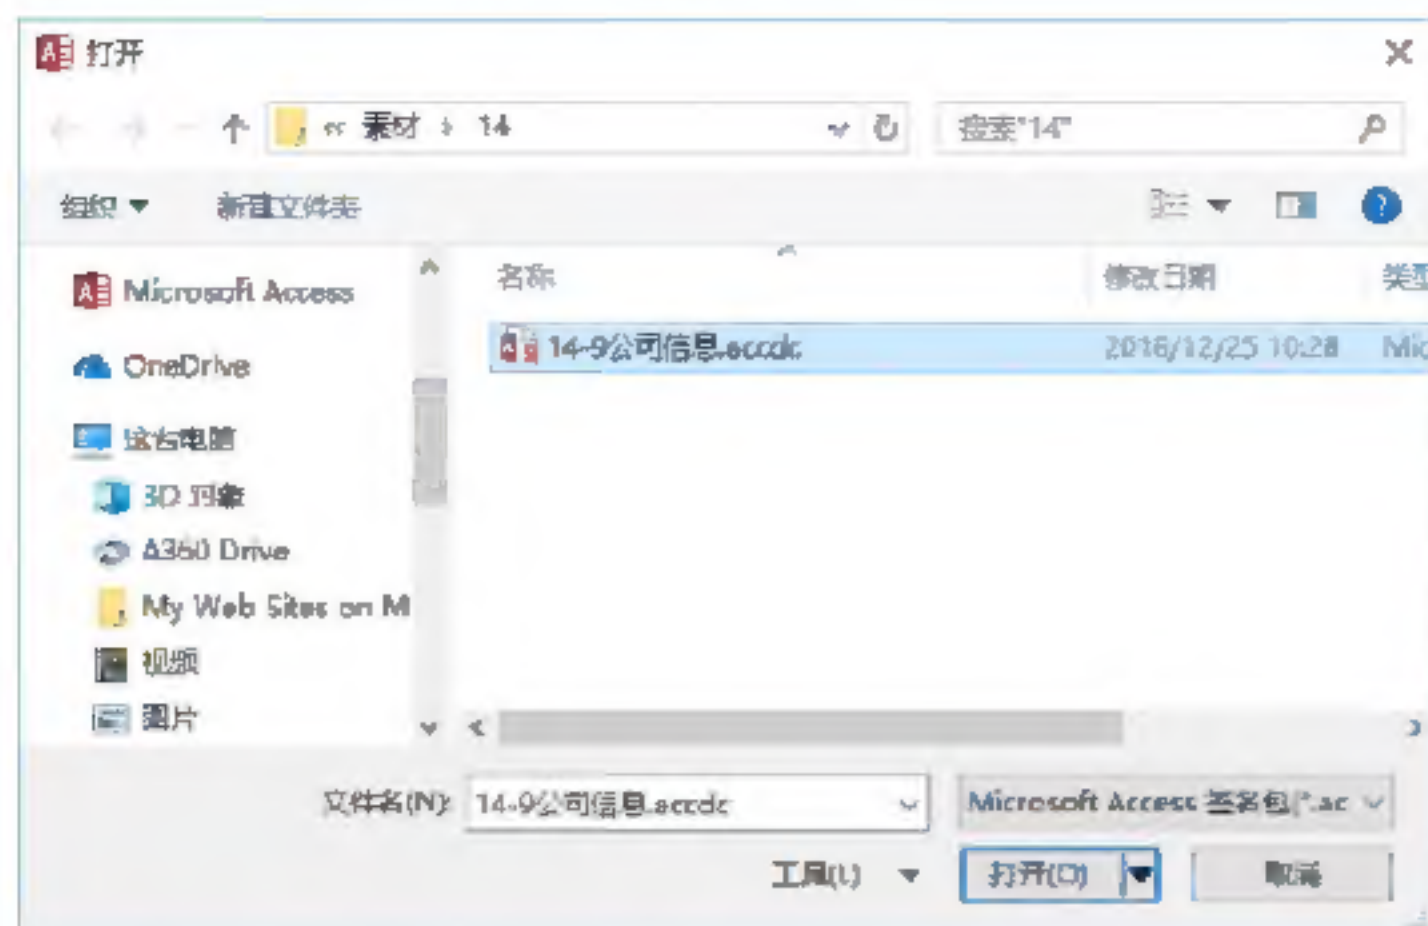 打开
« 素材 › 14
搜索"14"
组织 新建文件夹
名称 修改日期 类型
Microsoft Access
14-9公司信息.accdc 2016/12/25 10:28 Mic
OneDrive
这台电脑
3D 对象
A360 Drive
My Web Sites on M
视频
图片
文件名(N): 14-9公司信息.accdc Microsoft Access 签名包(*.ac
工具(L) 打开(O) 取消